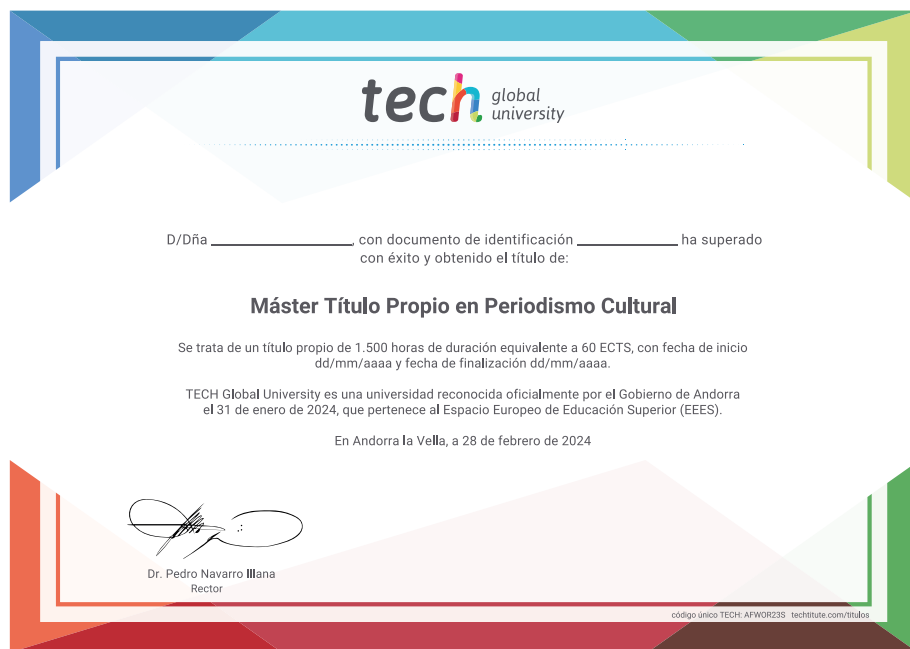 tech global university
D/Dña ______________, con documento de identificación __________ ha superado
con éxito y obtenido el título de:
Máster Título Propio en Periodismo Cultural
Se trata de un título propio de 1.500 horas de duración equivalente a 60 ECTS, con fecha de inicio
dd/mm/aaaa y fecha de finalización dd/mm/aaaa.
TECH Global University es una universidad reconocida oficialmente por el Gobierno de Andorra
el 31 de enero de 2024, que pertenece al Espacio Europeo de Educación Superior (EEES).
En Andorra la Vella, a 28 de febrero de 2024
Dr. Pedro Navarro Illana
Rector
código único TECH: AFWOR23S techtitute.com/titulos